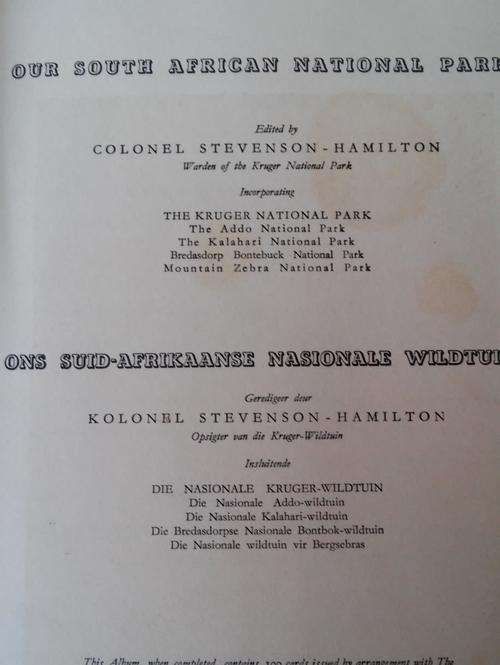 OUR SOUTH AFRICAN NATIONAL PARK
Edited by
COLONEL STEVENSON-HAMILTON
Warden of the Kruger National Park
Incorporating
THE KRUGER NATIONAL PARK
The Addo National Park
The Kalahari National Park
Bredasdorp Bontebuck National Park
Mountain Zebra National Park
ONS SUID-AFRIKAANSE NASIONALE WILDTUI
Geredigeer deur
KOLONEL STEVENSON-HAMILTON
Opsigter van die Kruger-Wildtuin
Insluitende
DIE NASIONALE KRUGER-WILDTUIN
Die Nasionale Addo-wildtuin
Die Nasionale Kalahari-wildtuin
Die Bredasdorpse Nasionale Bontbok-wildtuin
Die Nasionale wildtuin vir Bergsebras
This Album, when completed, contains 100 cards issued by arrangement with The